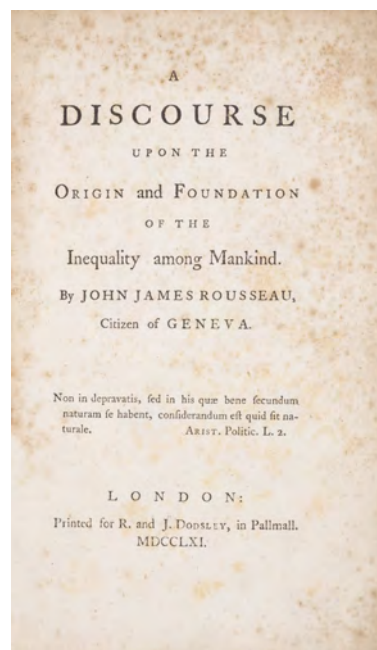 A
DISCOURSE
UPON THE
ORIGIN and FOUNDATION
OF THE
Inequality among Mankind.
By JOHN JAMES ROUSSEAU,
Citizen of GENEVA.
Non in depravatis, ſed in his quæ bene ſecundum
naturam ſe habent, conſiderandum eſt quid ſit na-
turale. ARIST. Politic. L. 2.
LONDON:
Printed for R. and J. DODSLEY, in Pallmall.
MDCCLXI.